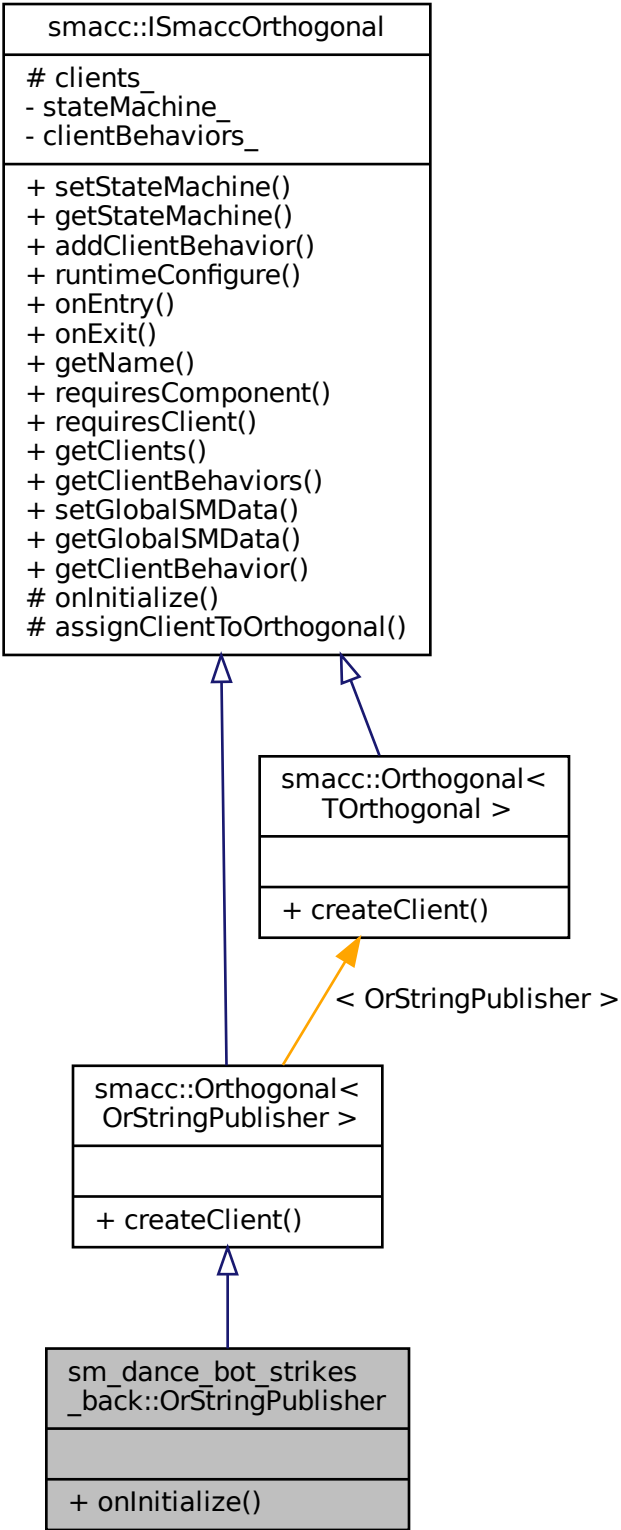 smacc::ISmaccOrthogonal
# clients_
- stateMachine_
- clientBehaviors_
+ setStateMachine()
+ getStateMachine()
+ addClientBehavior()
+ runtimeConfigure()
+ onEntry()
+ onExit()
+ getName()
+ requiresComponent()
+ requiresClient()
+ getClients()
+ getClientBehaviors()
+ setGlobalSMData()
+ getGlobalSMData()
+ getClientBehavior()
# onInitialize()
# assignClientToOrthogonal()
smacc::Orthogonal<
TOrthogonal >
+ createClient()
< OrStringPublisher >
smacc::Orthogonal<
OrStringPublisher >
+ createClient()
sm_dance_bot_strikes
_back::OrStringPublisher
+ onInitialize()